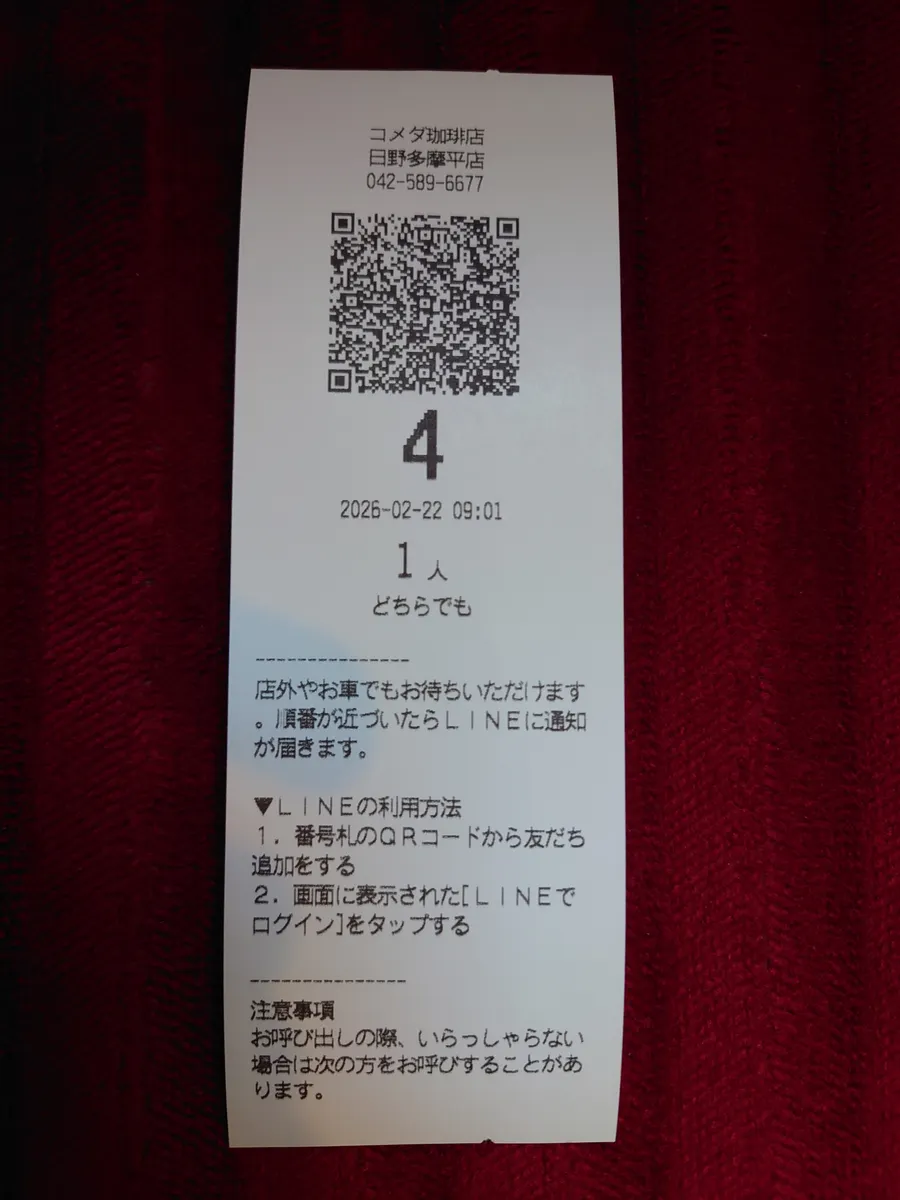 コメダ珈琲店
日野多摩平店
042-589-6677
4
2026-02-22 09:01
1 人
どちらでも
---------------
店外やお車でもお待ちいただけます
。順番が近づいたらＬＩＮＥに通知
が届きます。
▼ＬＩＮＥの利用方法
１．番号札のＱＲコードから友だち
追加をする
２．画面に表示された[ＬＩＮＥで
ログイン]をタップする
---------------
注意事項
お呼び出しの際、いらっしゃらない
場合は次の方をお呼びすることがあ
ります。